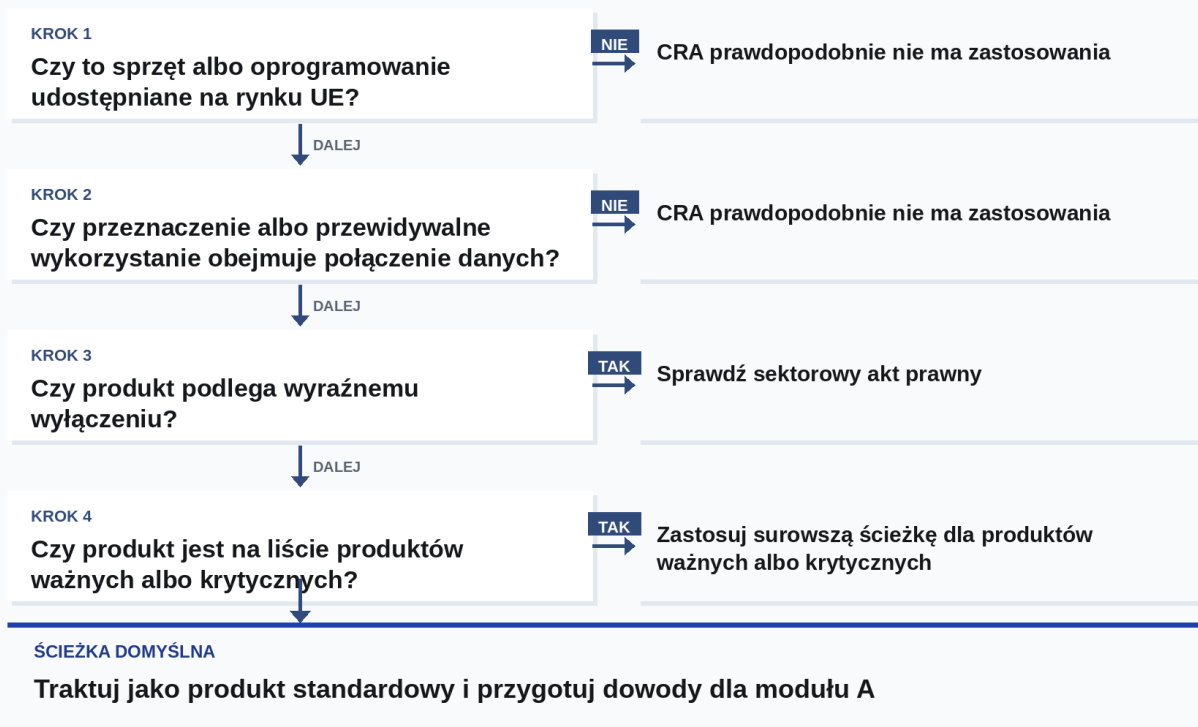 KROK 1
Czy to sprzęt albo oprogramowanie
udostępniane na rynku UE?
NIE
CRA prawdopodobnie nie ma zastosowania
DALEJ
KROK 2
Czy przeznaczenie albo przewidywalne
wykorzystanie obejmuje połączenie danych?
NIE
CRA prawdopodobnie nie ma zastosowania
DALEJ
KROK 3
Czy produkt podlega wyraźnemu
wyłączeniu?
TAK
Sprawdź sektorowy akt prawny
DALEJ
KROK 4
Czy produkt jest na liście produktów
ważnych albo krytycznych?
TAK
Zastosuj surowszą ścieżkę dla produktów
ważnych albo krytycznych
ŚCIEŻKA DOMYŚLNA
Traktuj jako produkt standardowy i przygotuj dowody dla modułu A